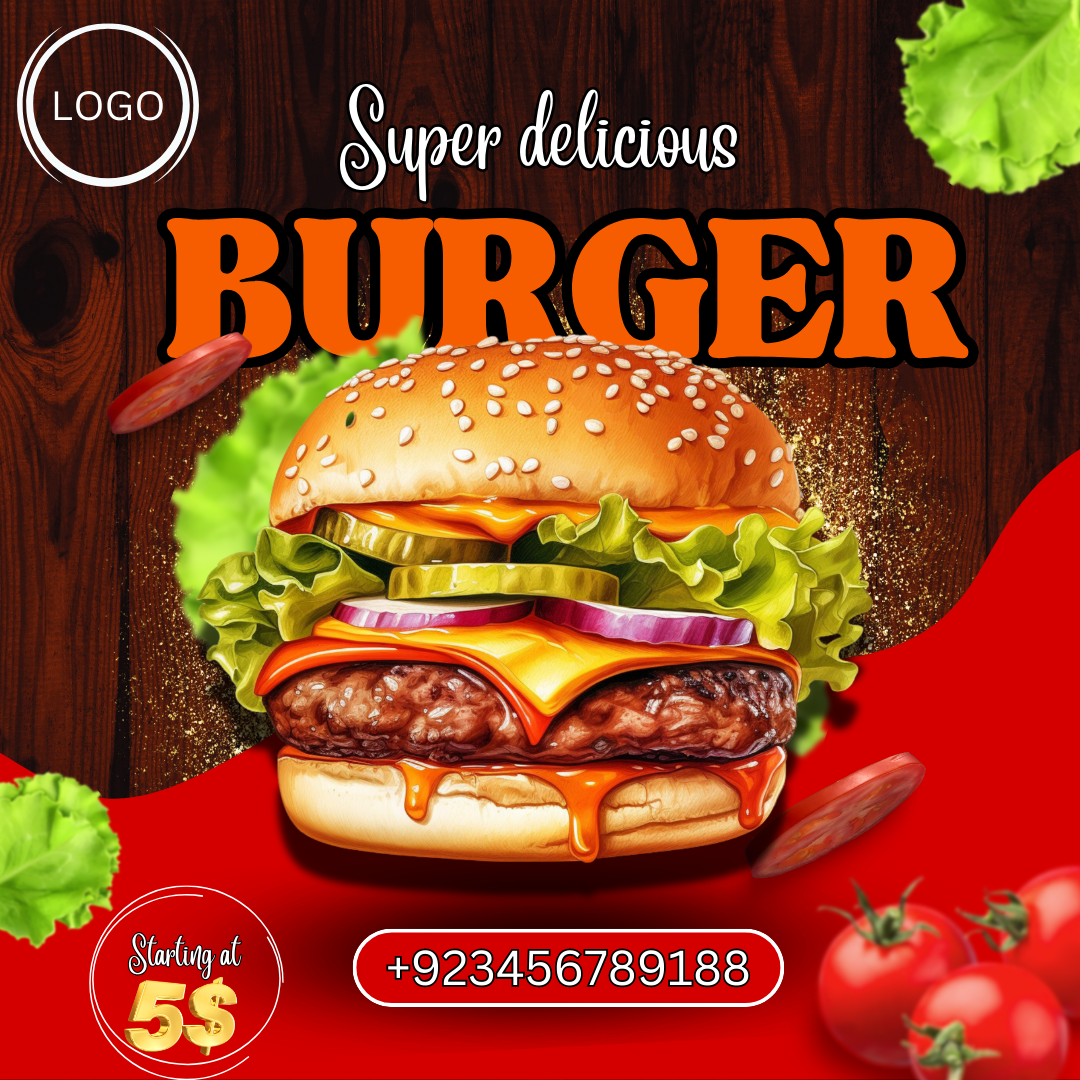 LOGO
Super delicious
BURGER
Starting at
5$
+923456789188